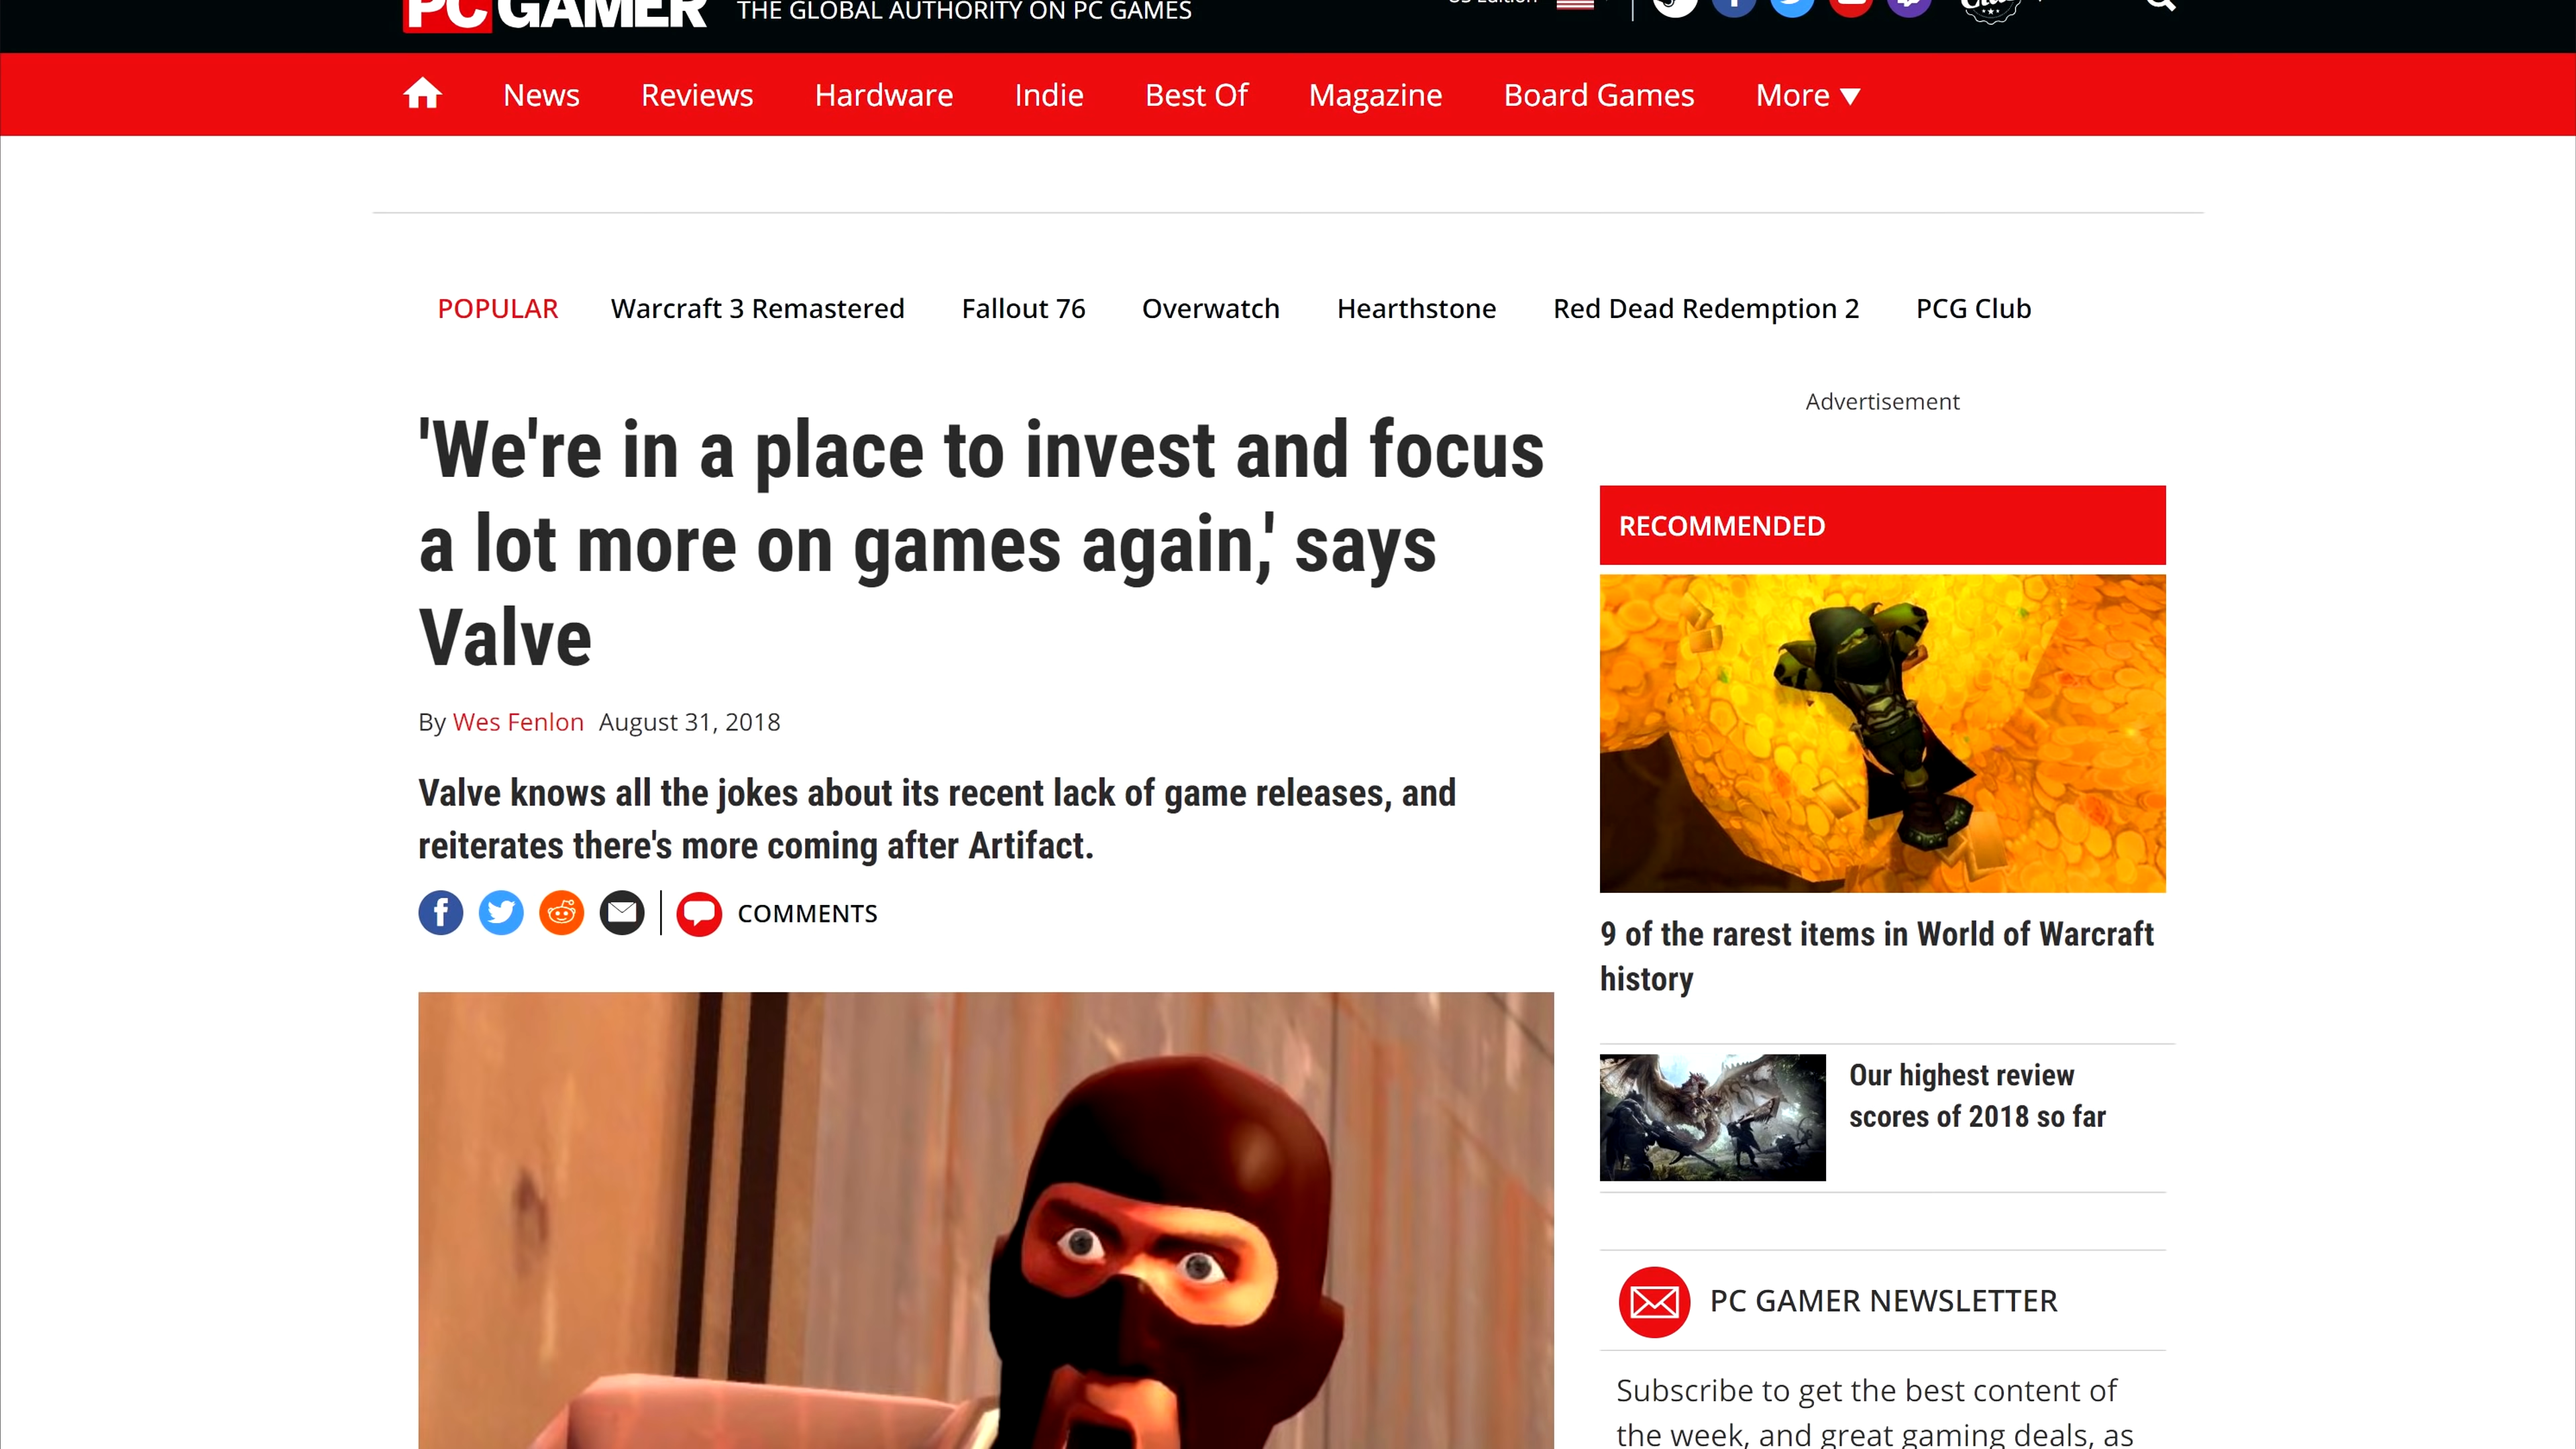 PC GAMER THE GLOBAL AUTHORITY ON PC GAMES US Edition
News Reviews Hardware Indie Best Of Magazine Board Games More ▼
POPULAR Warcraft 3 Remastered Fallout 76 Overwatch Hearthstone Red Dead Redemption 2 PCG Club
'We're in a place to invest and focus
a lot more on games again,' says
Valve
By Wes Fenlon August 31, 2018
Valve knows all the jokes about its recent lack of game releases, and
reiterates there's more coming after Artifact.
COMMENTS
Advertisement
RECOMMENDED
9 of the rarest items in World of Warcraft
history
Our highest review
scores of 2018 so far
PC GAMER NEWSLETTER
Subscribe to get the best content of
the week, and great gaming deals, as